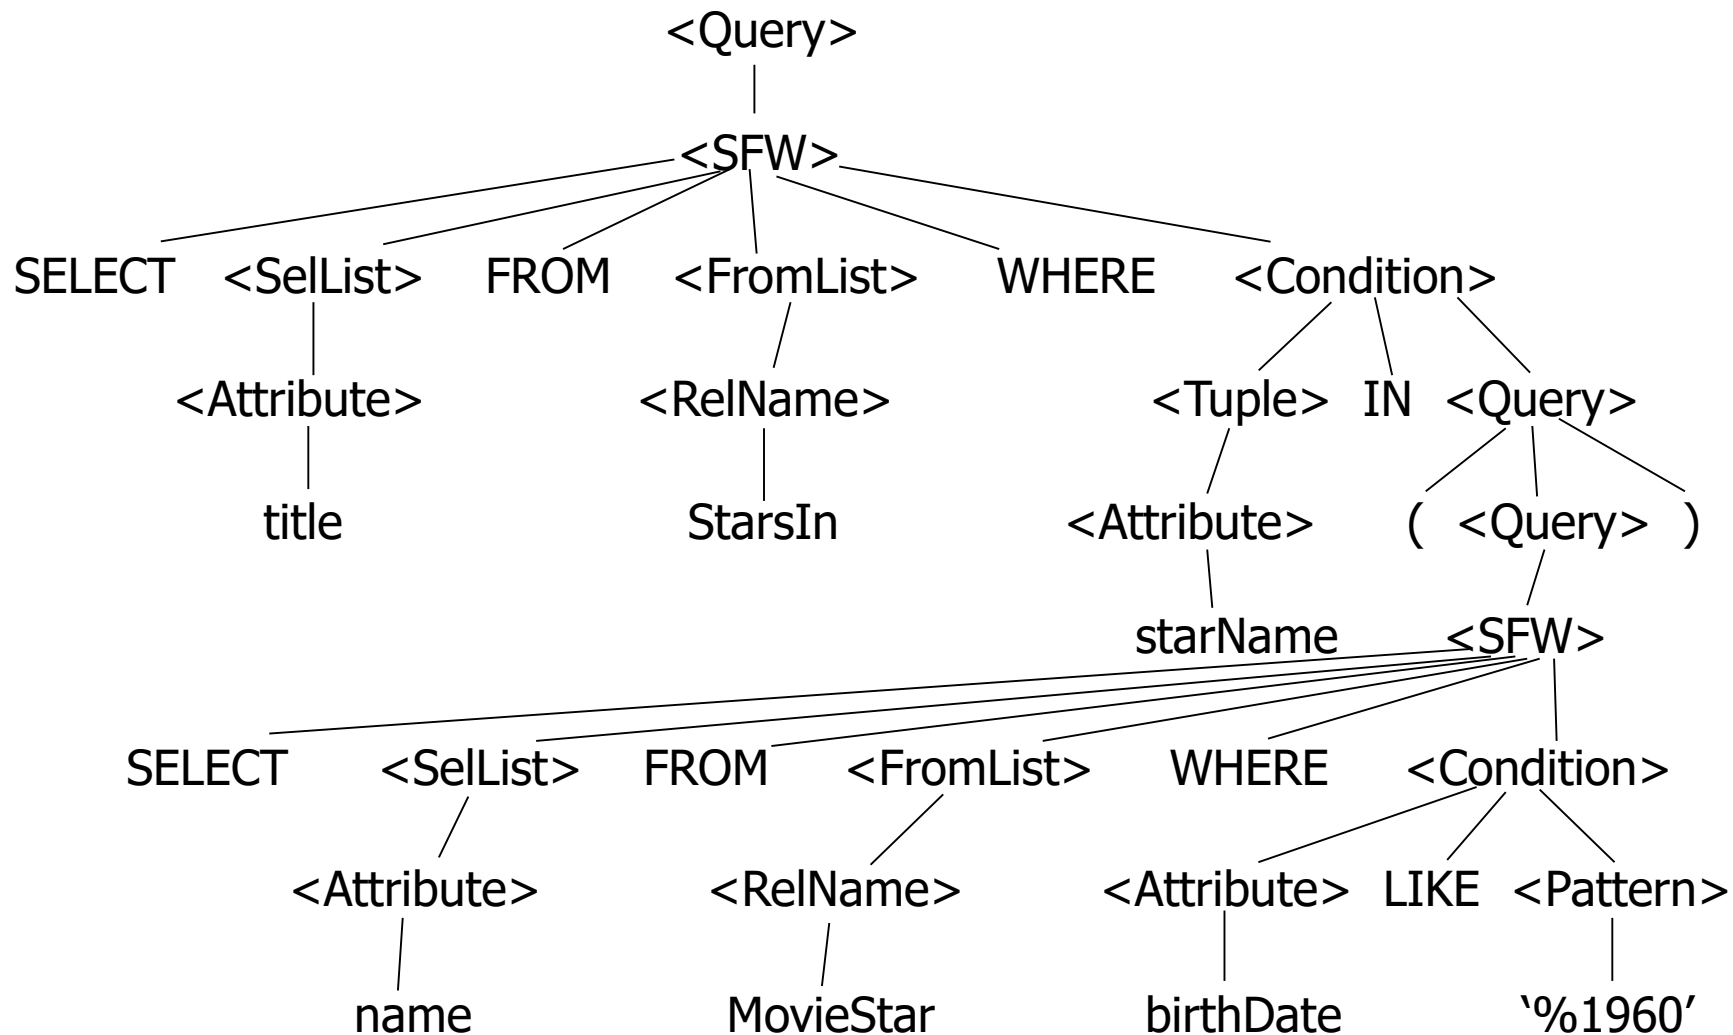 <Query>
<SFW>
SELECT <SelList> FROM <FromList> WHERE <Condition>
<Attribute> <RelName> <Tuple> IN <Query>
title StarsIn <Attribute> ( <Query> )
starName <SFW>
SELECT <SelList> FROM <FromList> WHERE <Condition>
<Attribute> <RelName> <Attribute> LIKE <Pattern>
name MovieStar birthDate ‘%1960’